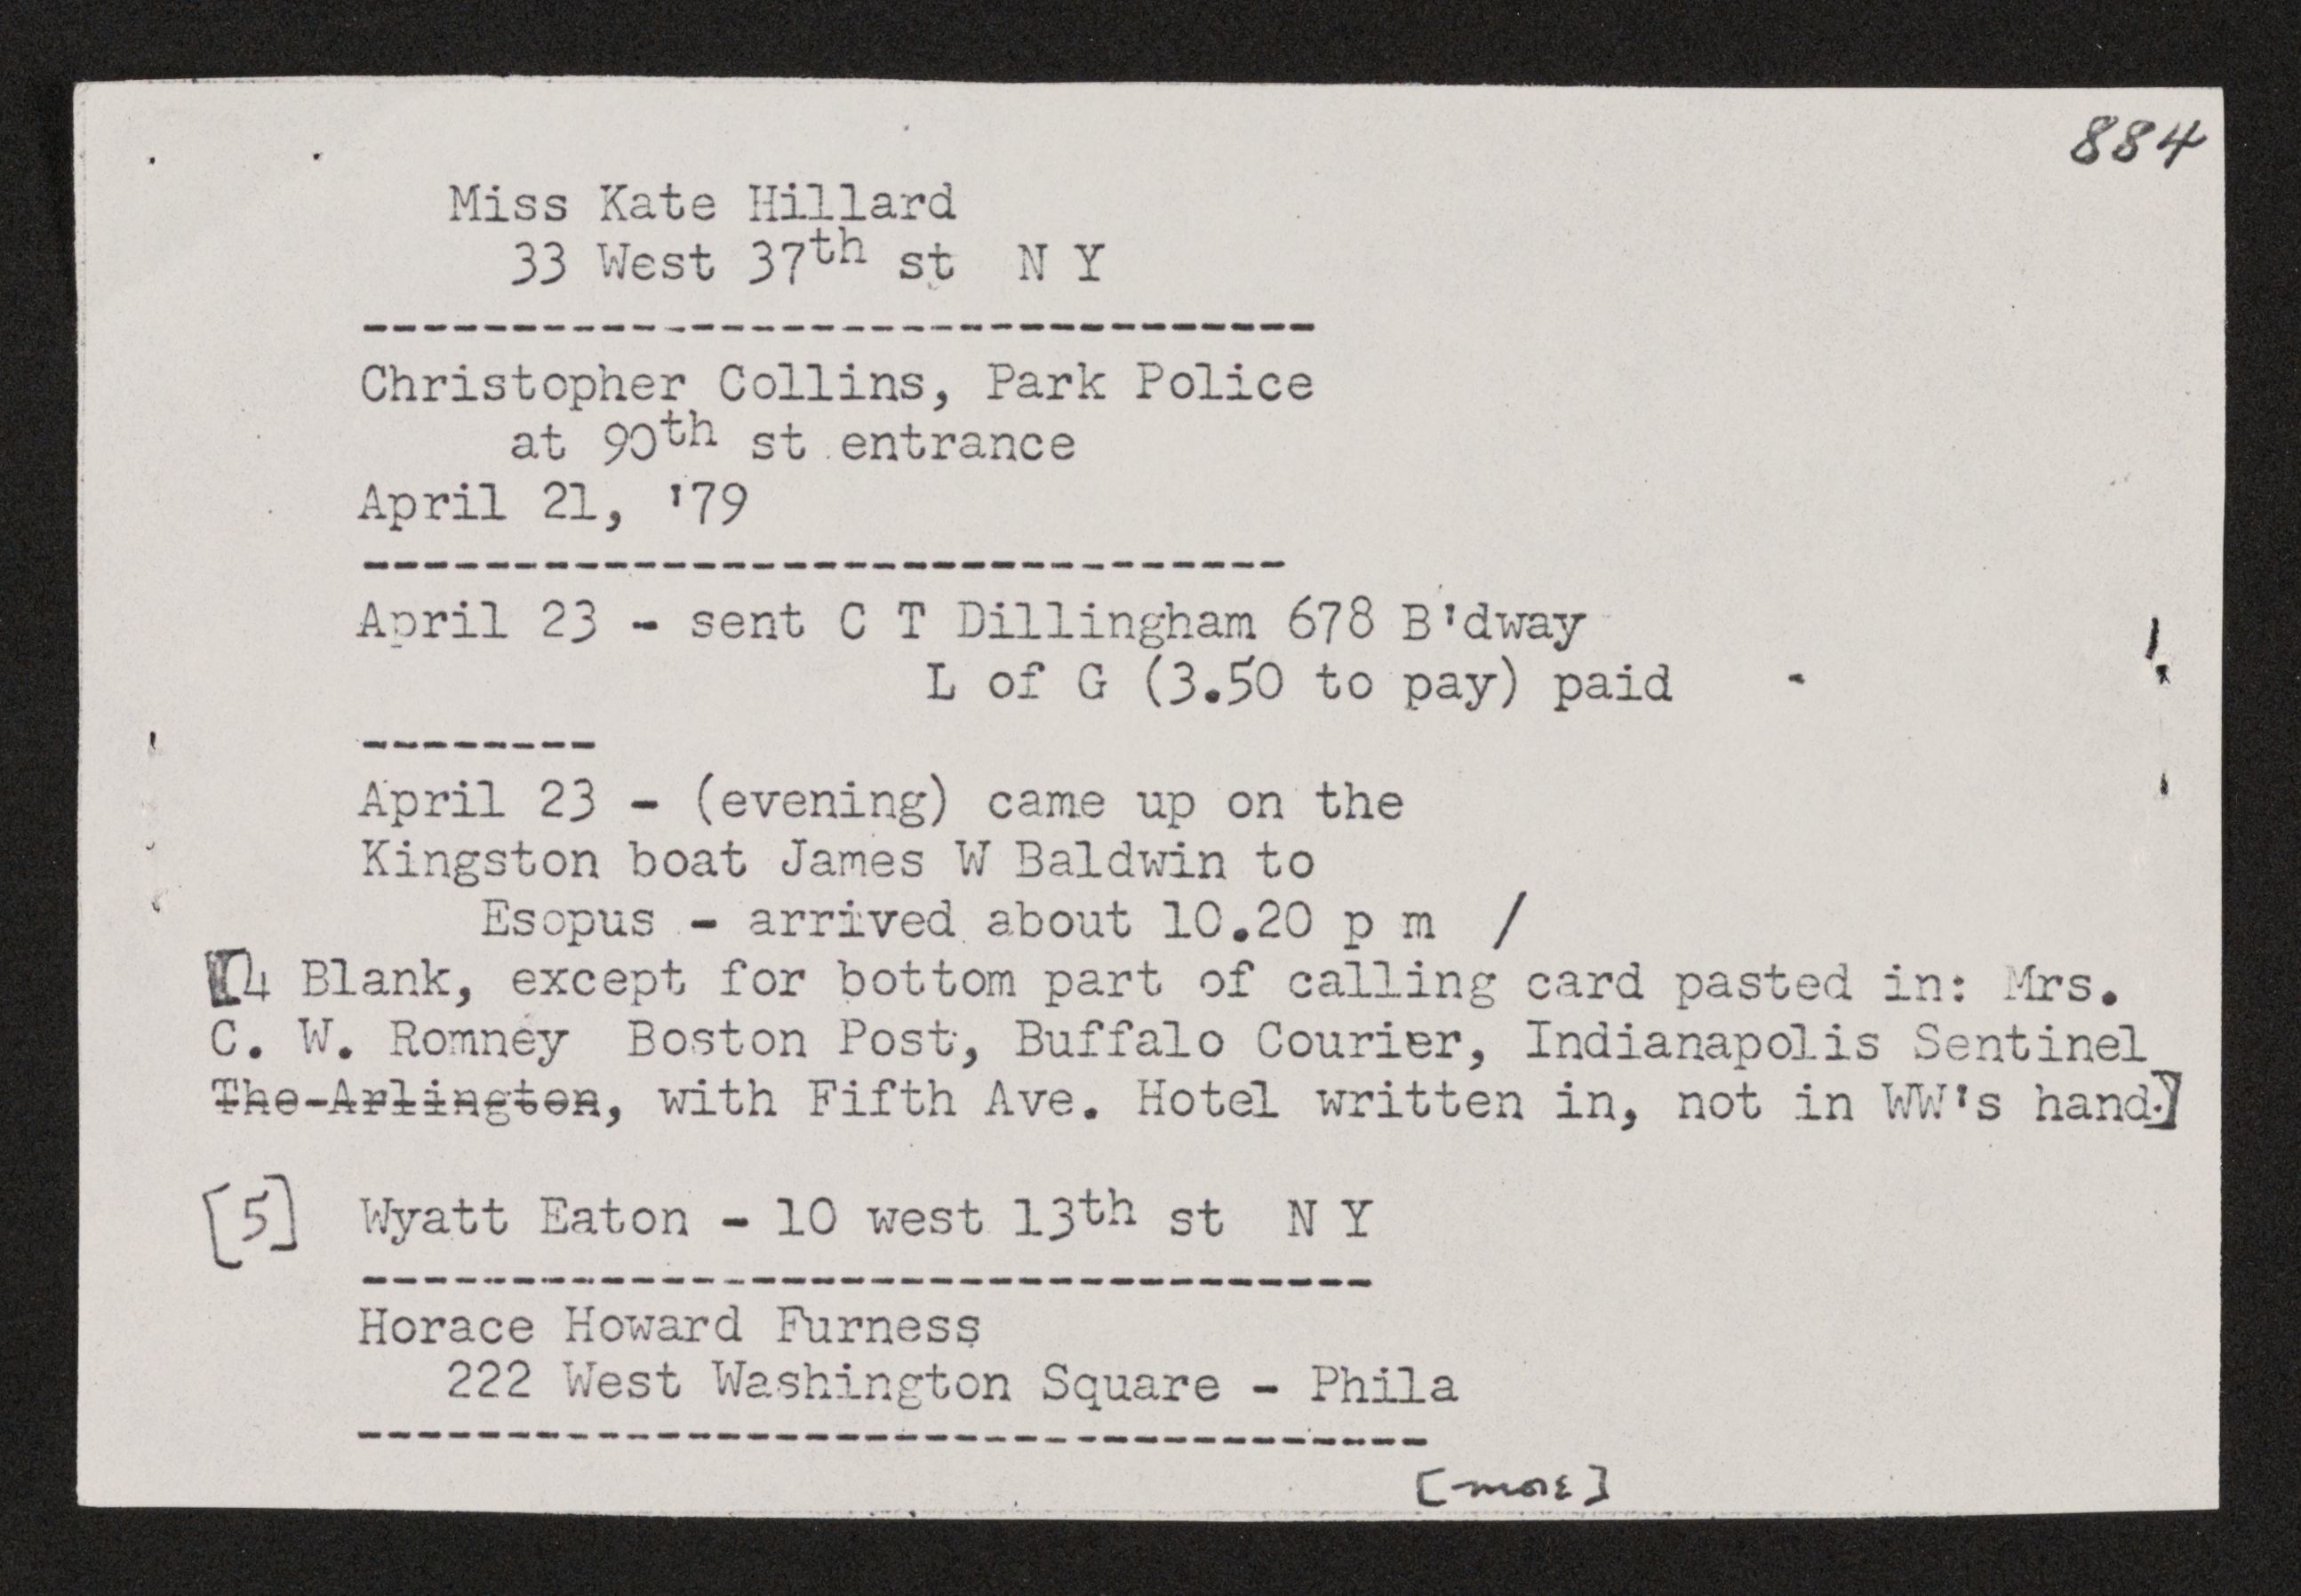 884
Miss Kate Hillard
33 West 37th st N Y
----------------------------------
Christopher Collins, Park Police
at 90th st entrance
April 21, '79
-------------------------------
April 23 - sent C T Dillingham 678 B'dway
L of G (3.50 to pay) paid
--------
April 23 - (evening) came up on the
Kingston boat James W Baldwin to
Esopus - arrived about 10.20 p m /
[4 Blank, except for bottom part of calling card pasted in: Mrs.
C. W. Romney Boston Post, Buffalo Courier, Indianapolis Sentinel
The Arlington, with Fifth Ave. Hotel written in, not in WW's hand.]
[5] Wyatt Eaton - 10 west 13th st N Y
----------------------------------
Horace Howard Furness
222 West Washington Square - Phila
------------------------------------
[more]